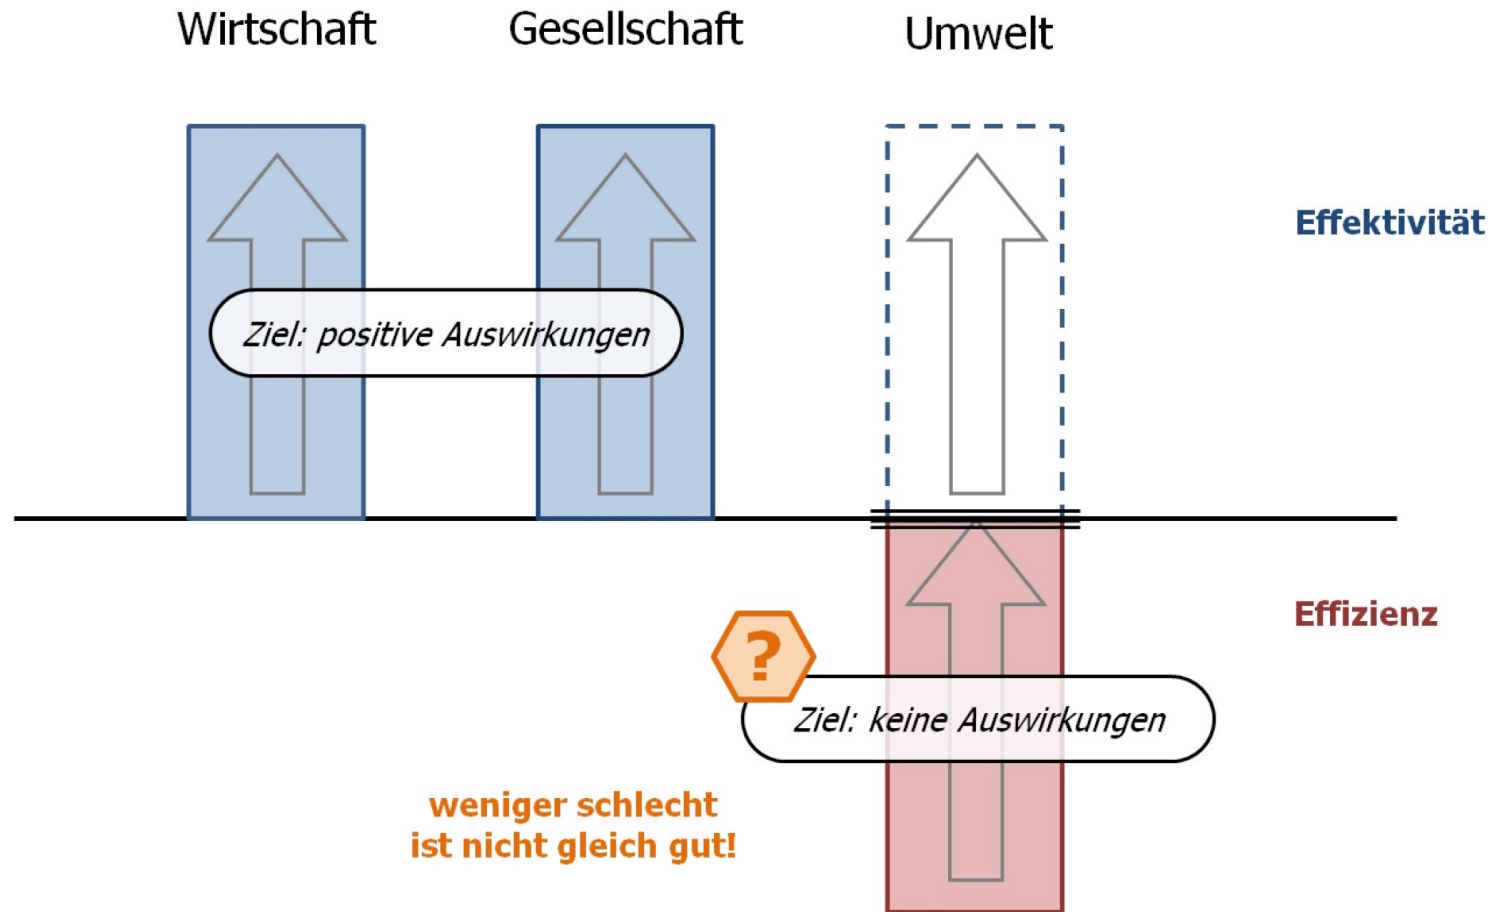 Wirtschaft
Gesellschaft
Umwelt
Effektivität
Ziel: positive Auswirkungen
Effizienz
?
Ziel: keine Auswirkungen
weniger schlecht
ist nicht gleich gut!